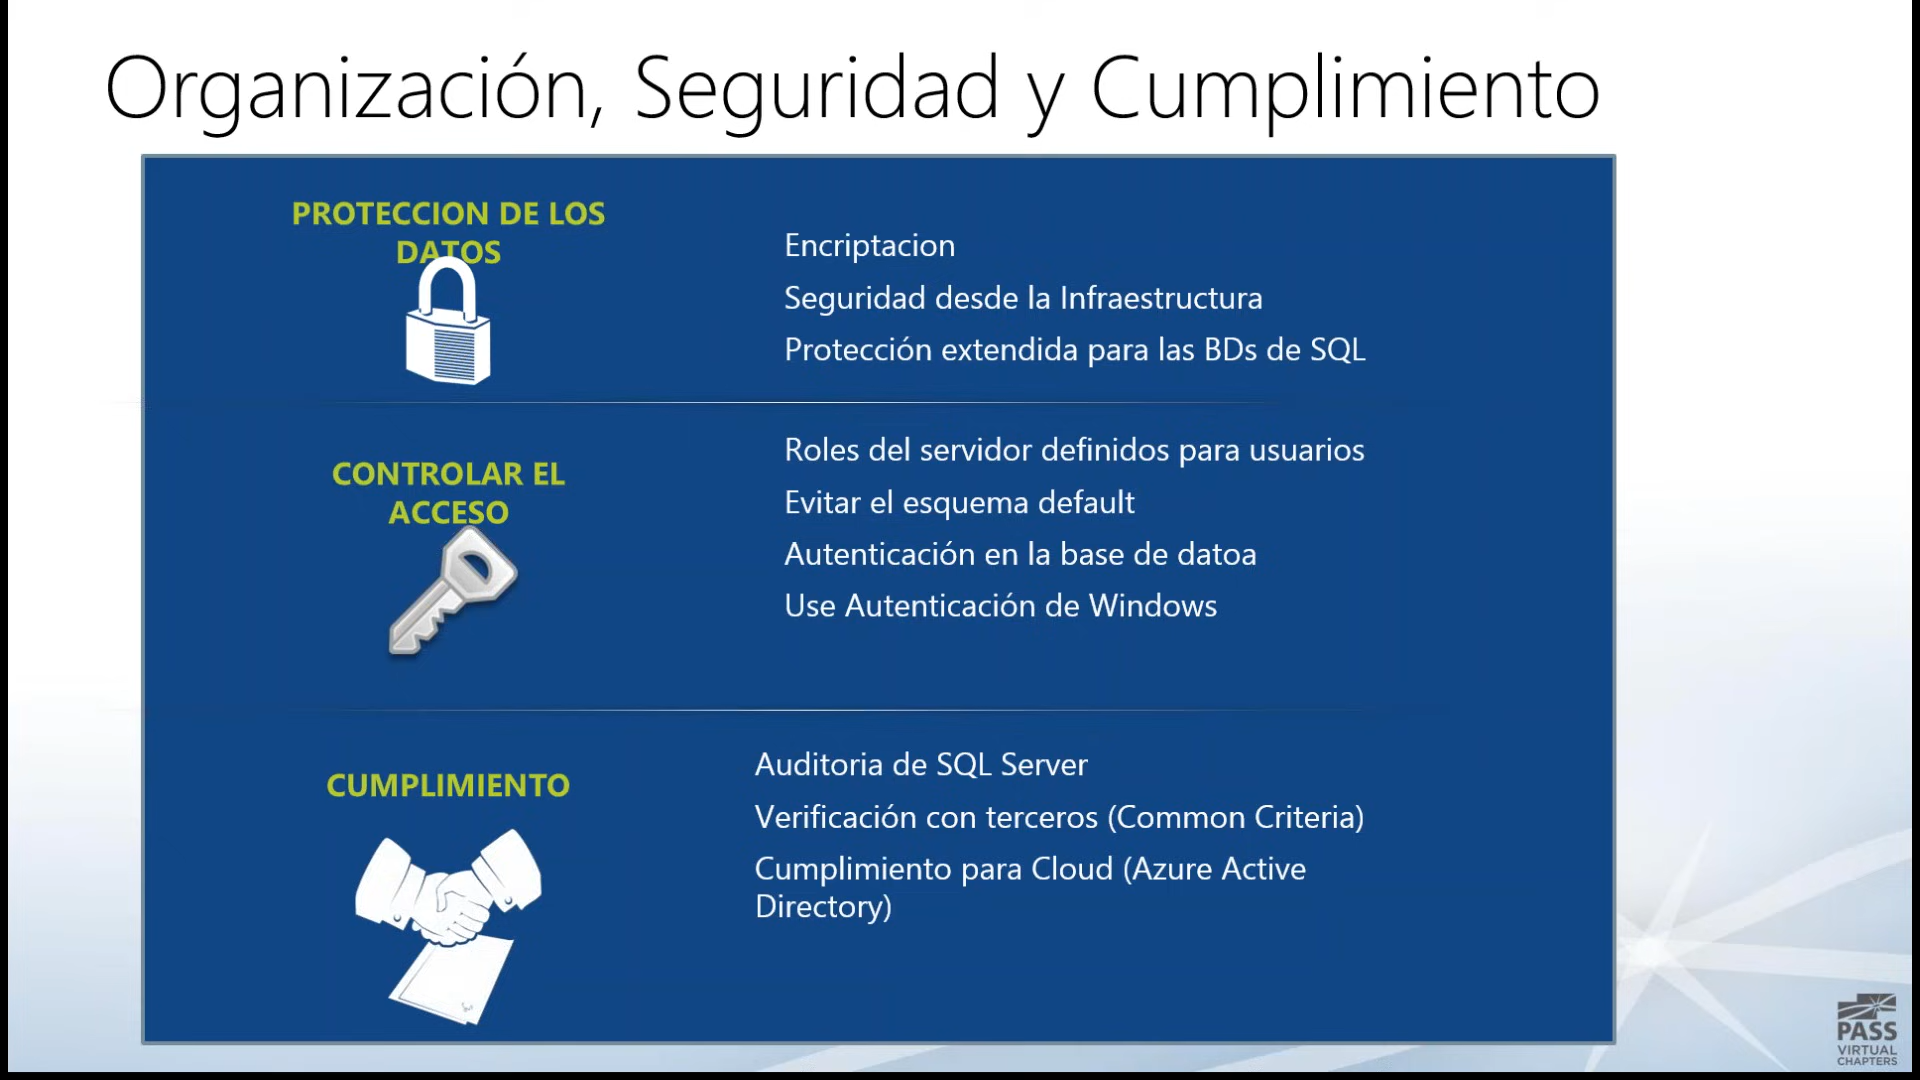 Organización, Seguridad y Cumplimiento
PROTECCION DE LOS
DATOS
Encriptacion
Seguridad desde la Infraestructura
Protección extendida para las BDs de SQL
CONTROLAR EL
ACCESO
Roles del servidor definidos para usuarios
Evitar el esquema default
Autenticación en la base de datoa
Use Autenticación de Windows
CUMPLIMIENTO
Auditoria de SQL Server
Verificación con terceros (Common Criteria)
Cumplimiento para Cloud (Azure Active
Directory)
PASS
VIRTUAL
CHAPTERS